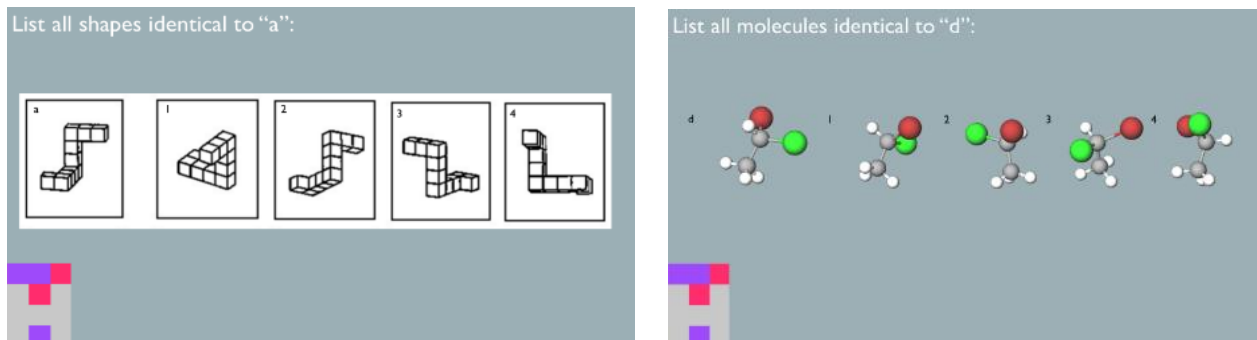 List all shapes identical to “a”:
a 1 2 3 4
List all molecules identical to “d”:
d 1 2 3 4